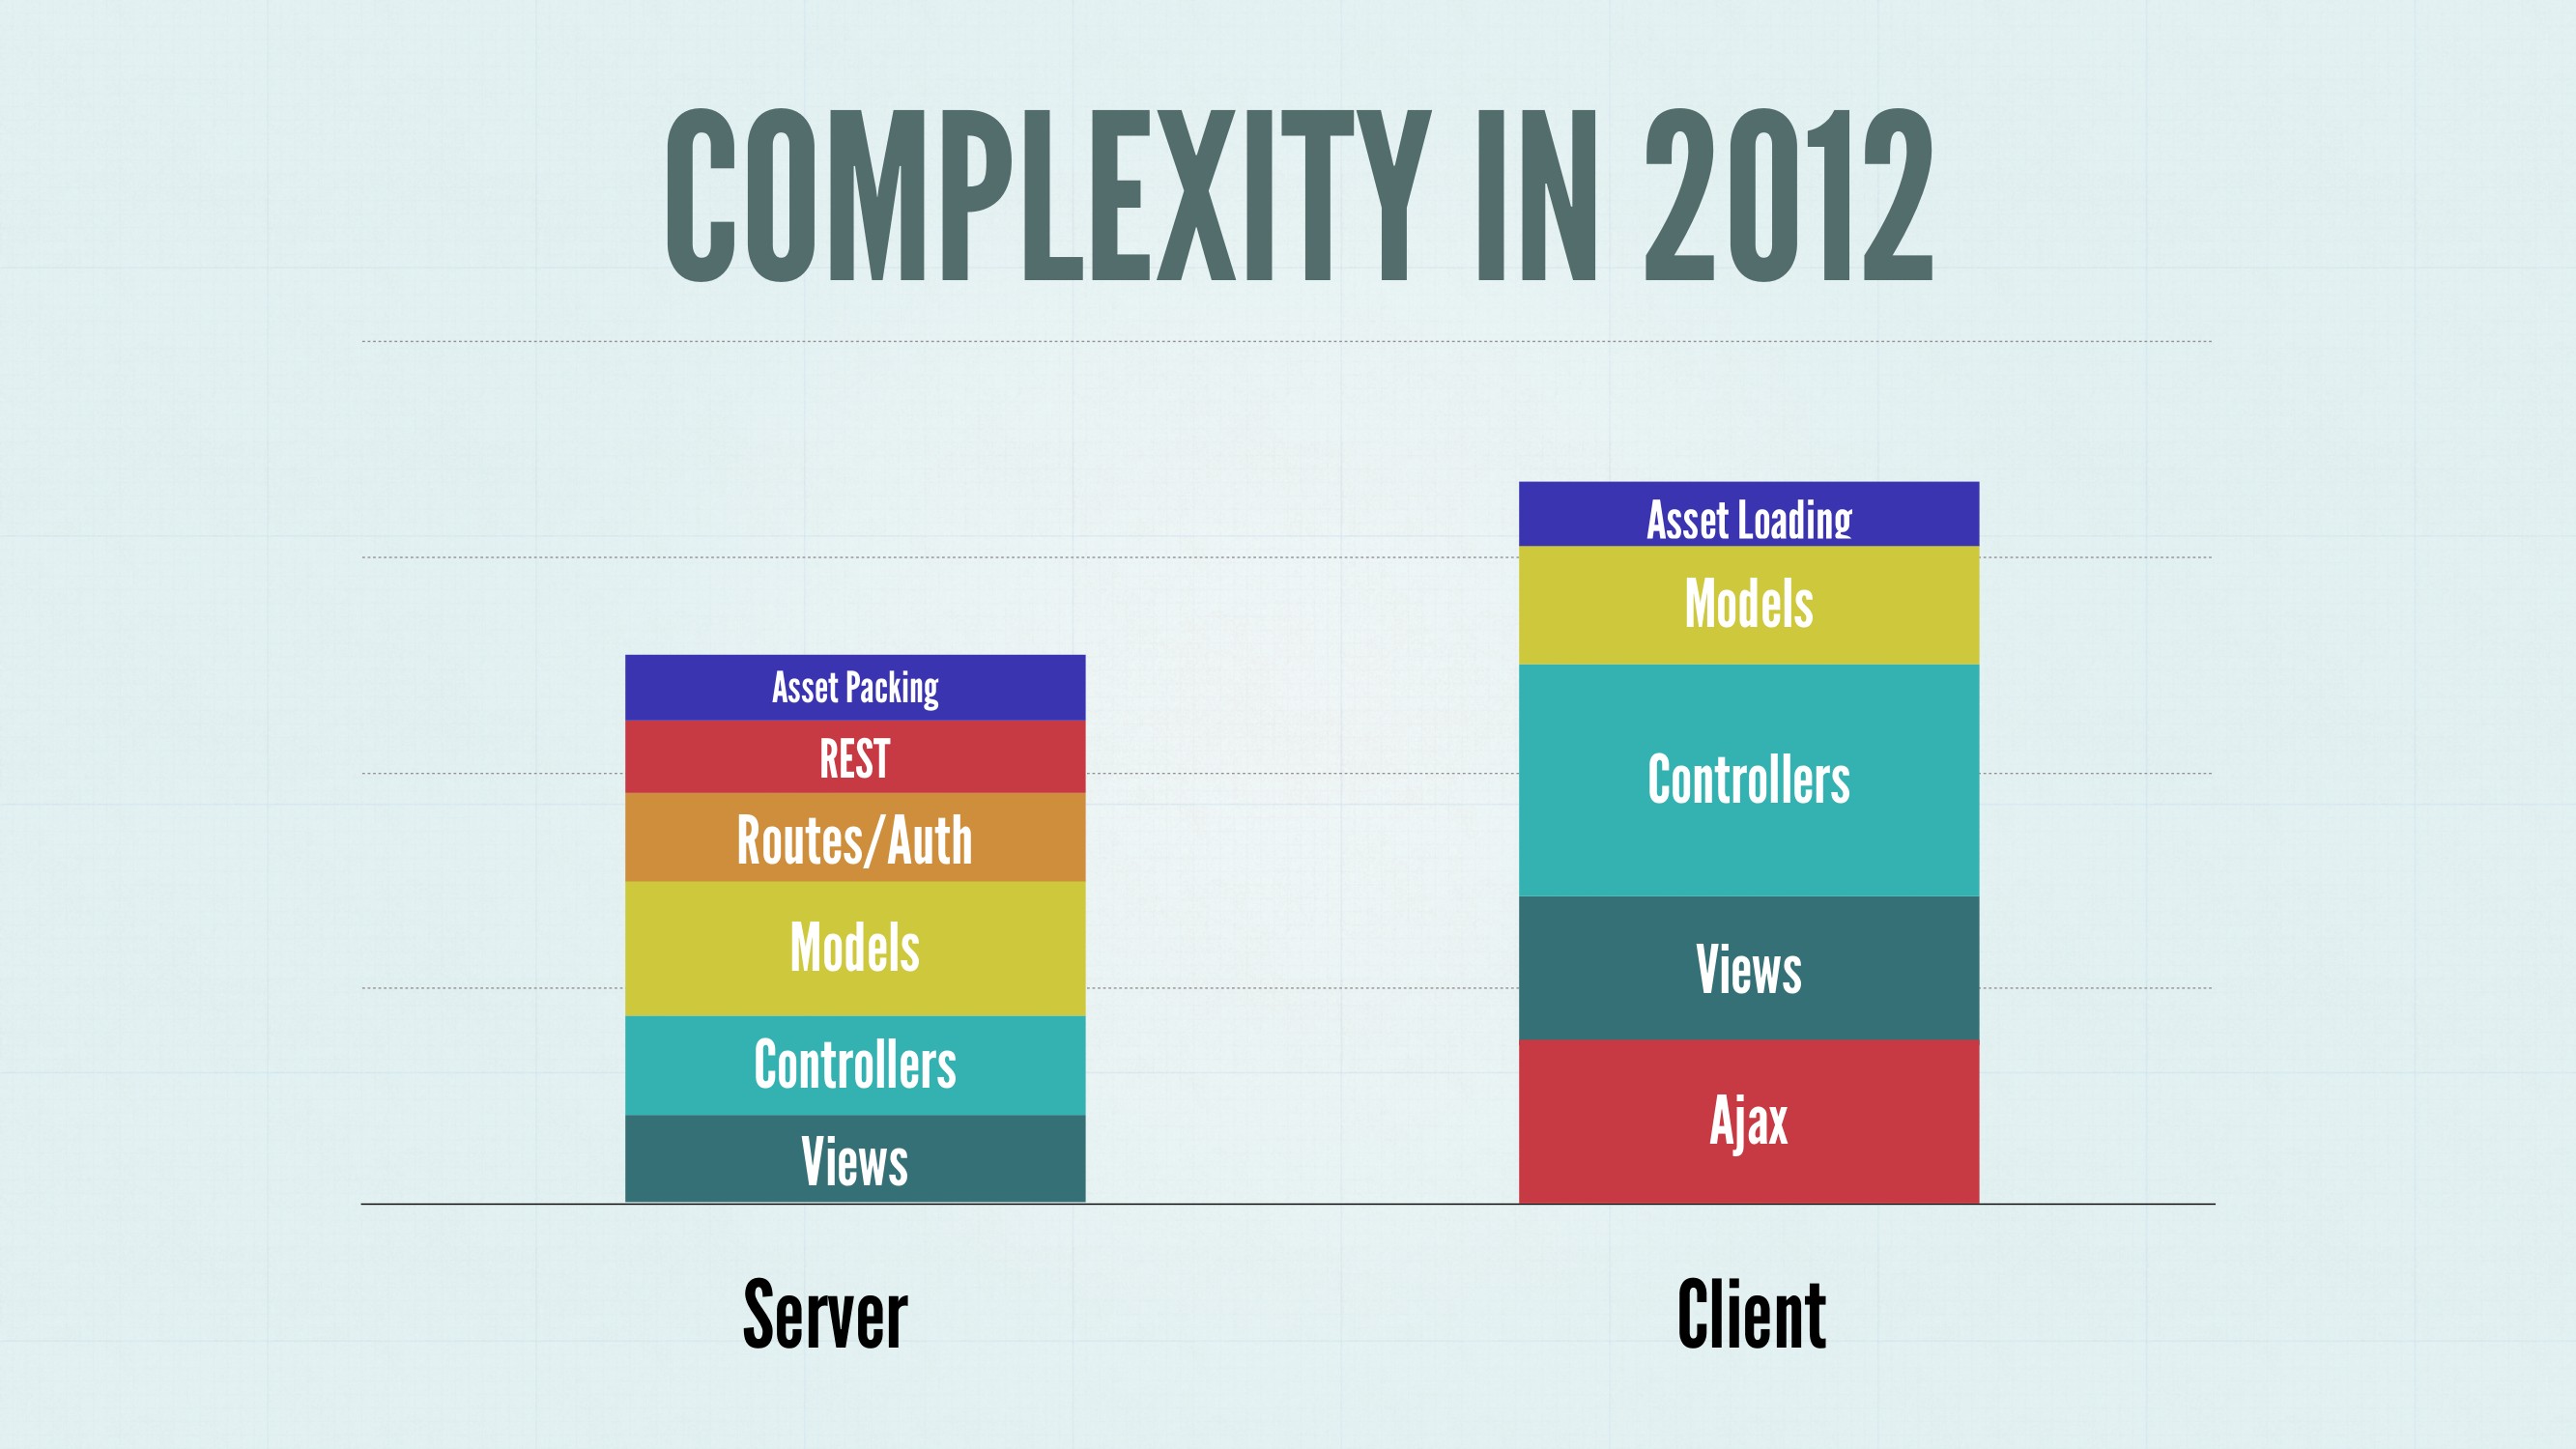 COMPLEXITY IN 2012
Asset Packing
REST
Routes/Auth
Models
Controllers
Views
Server
Asset Loading
Models
Controllers
Views
Ajax
Client